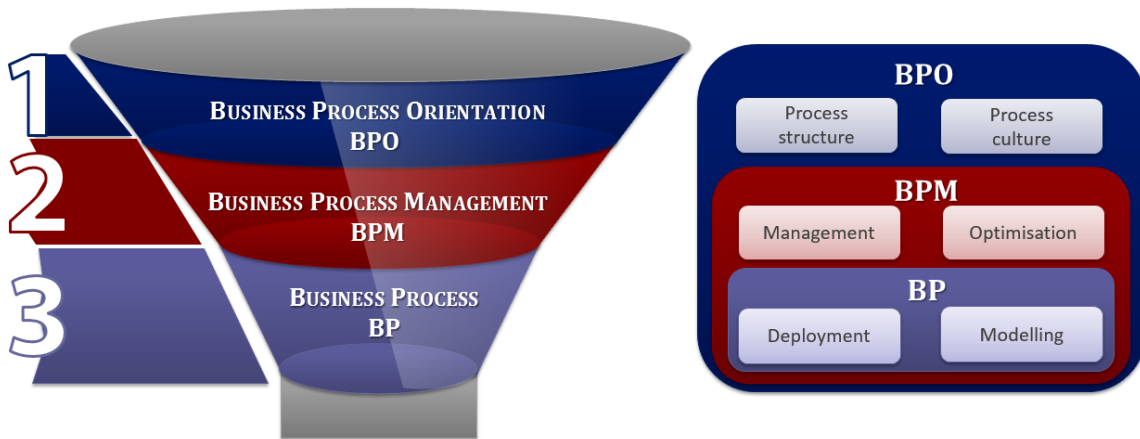 1
BUSINESS PROCESS ORIENTATION
BPO
2
BUSINESS PROCESS MANAGEMENT
BPM
3
BUSINESS PROCESS
BP
BPO
Process
structure
Process
culture
BPM
Management
Optimisation
BP
Deployment
Modelling